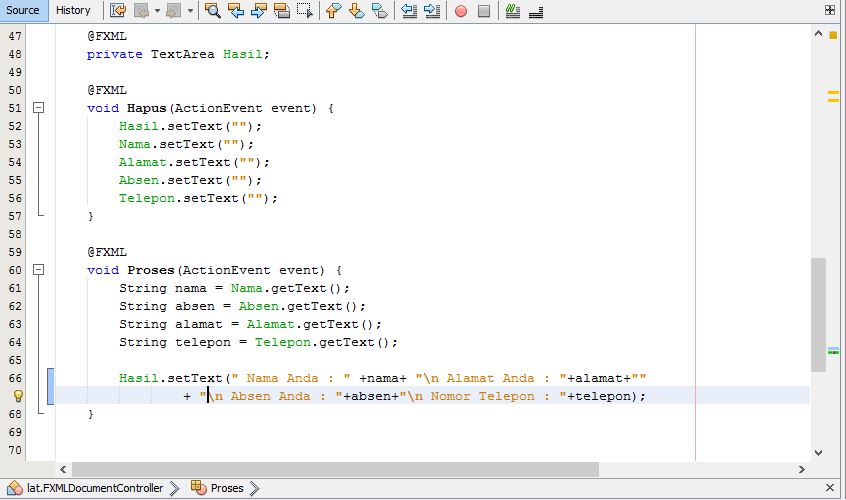 Source History
47 @FXML
48 private TextArea Hasil;
49
50 @FXML
51 void Hapus(ActionEvent event) {
52 Hasil.setText("");
53 Nama.setText("");
54 Alamat.setText("");
55 Absen.setText("");
56 Telepon.setText("");
57 }
58
59 @FXML
60 void Proses(ActionEvent event) {
61 String nama = Nama.getText();
62 String absen = Absen.getText();
63 String alamat = Alamat.getText();
64 String telepon = Telepon.getText();
65
66 Hasil.setText(" Nama Anda : " +nama+ "\n Alamat Anda : "+alamat+""
+ "\n Absen Anda : "+absen+"\n Nomor Telepon : "+telepon);
68 }
69
70
lat.FXMLDocumentController Proses